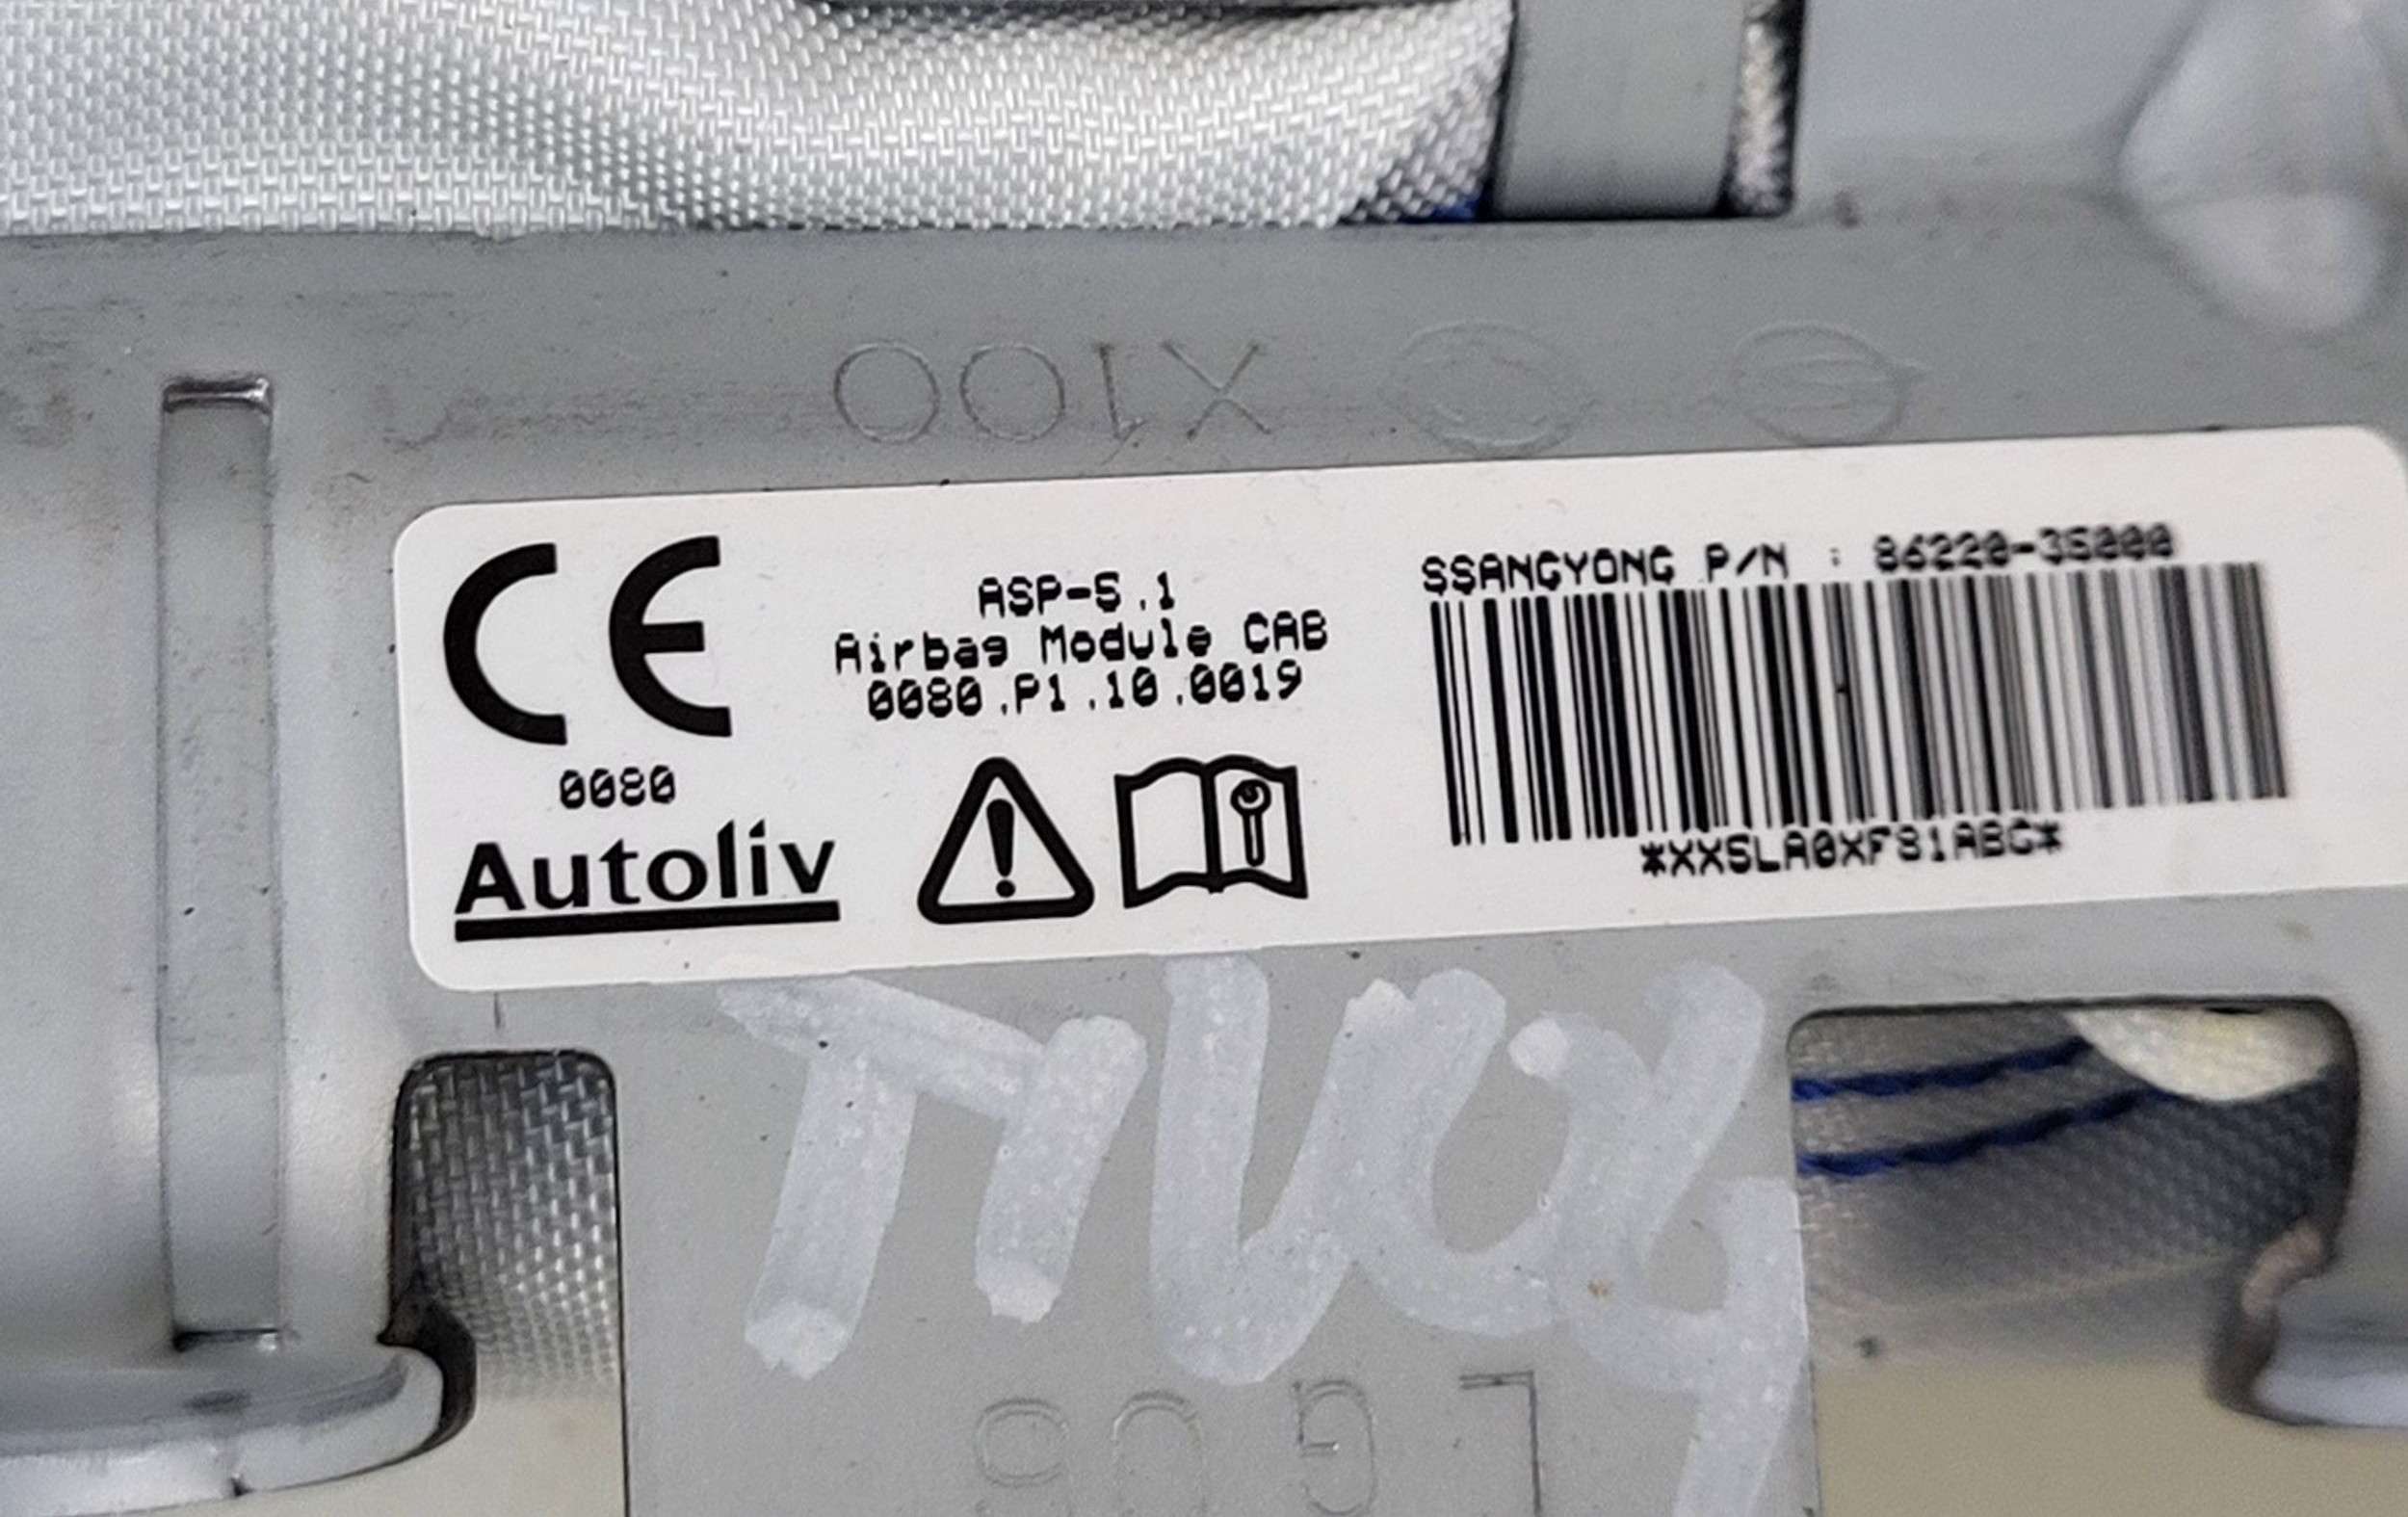 X100
CE
0080
Autoliv
ASP-5.1
Airbag Module CAB
0080.P1.10.0019
SSANGYONG P/N : 86220-35000
*XXSLA0XF81ABC*